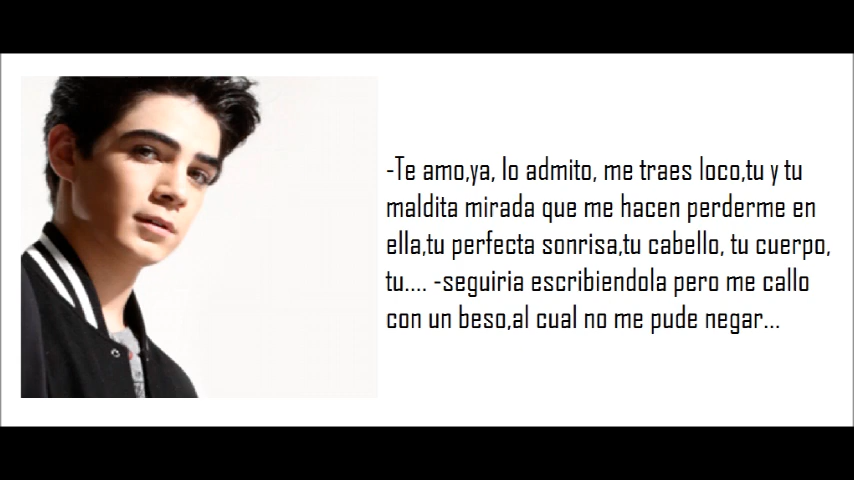 -Te amo,ya, lo admito, me traes loco,tu y tu
maldita mirada que me hacen perderme en
ella,tu perfecta sonrisa,tu cabello, tu cuerpo,
tu.... -seguiria escribiendola pero me callo
con un beso,al cual no me pude negar...